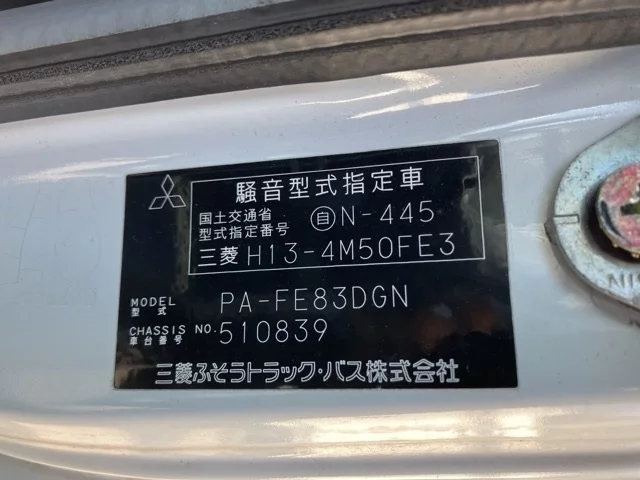 騒音型式指定車
国土交通省
型式指定番号 自N-445
三菱 H13-4M50FE3
MODEL
型式 PA-FE83DGN
CHASSIS NO.
車台番号 510839
三菱ふそうトラック・バス株式会社